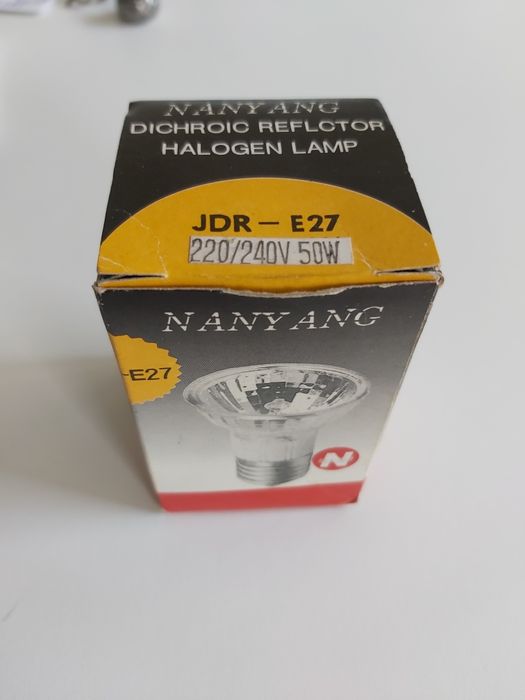 NANYANG
DICHROIC REFLCTOR
HALOGEN LAMP
JDR - E27
220/240V 50W
NANYANG
-E27
N